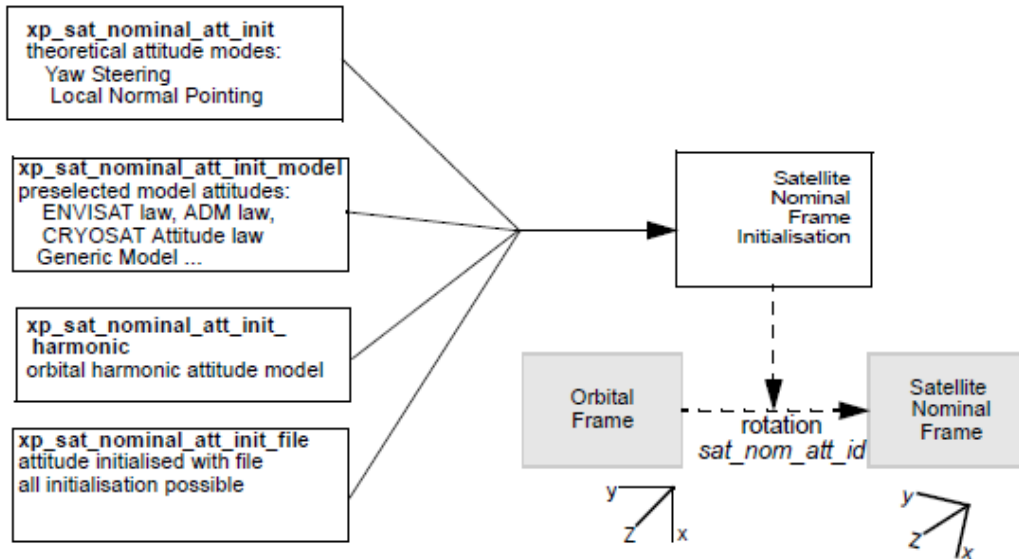 xp_sat_nominal_att_init
theoretical attitude modes:
Yaw Steering
Local Normal Pointing
xp_sat_nominal_att_init_model
preselected model attitudes:
ENVISAT law, ADM law,
CRYOSAT Attitude law
Generic Model ...
xp_sat_nominal_att_init_
harmonic
orbital harmonic attitude model
xp_sat_nominal_att_init_file
attitude initialised with file
all initialisation possible
Satellite
Nominal
Frame
Initialisation
Orbital
Frame
rotation
sat_nom_att_id
Satellite
Nominal
Frame
y
Z
x
y
Z
x